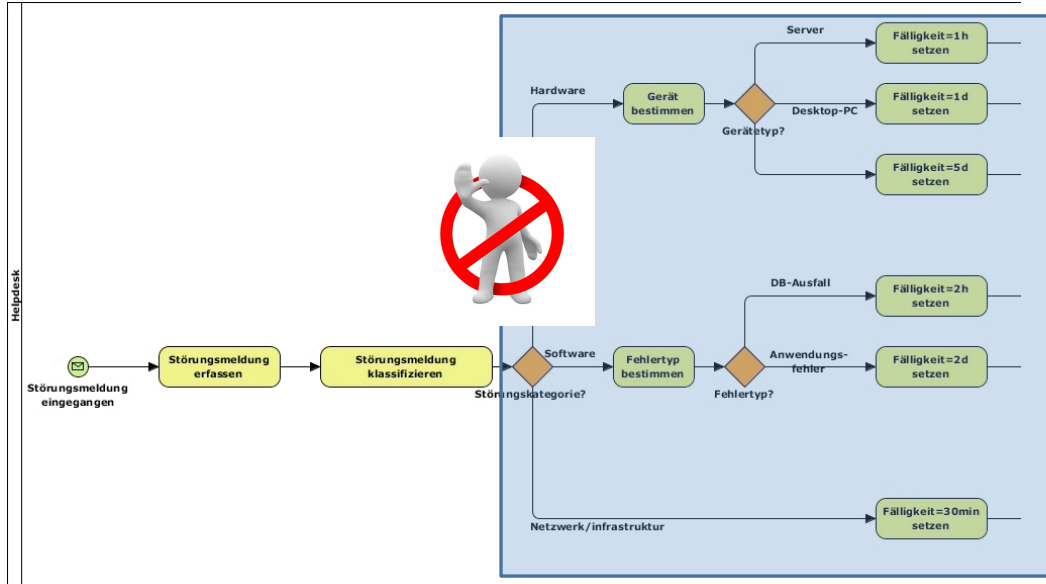 Server
Fälligkeit=1h
setzen
Hardware
Gerät
bestimmen
Desktop-PC
Fälligkeit=1d
setzen
Gerätetyp?
Fälligkeit=5d
setzen
Helpdesk
DB-Ausfall
Fälligkeit=2h
setzen
Störungsmeldung
eingegangen
Störungsmeldung
erfassen
Störungsmeldung
klassifizieren
Störungskategorie?
Software
Fehlertyp
bestimmen
Fehlertyp?
Anwendungs-
fehler
Fälligkeit=2d
setzen
Netzwerk/infrastruktur
Fälligkeit=30min
setzen